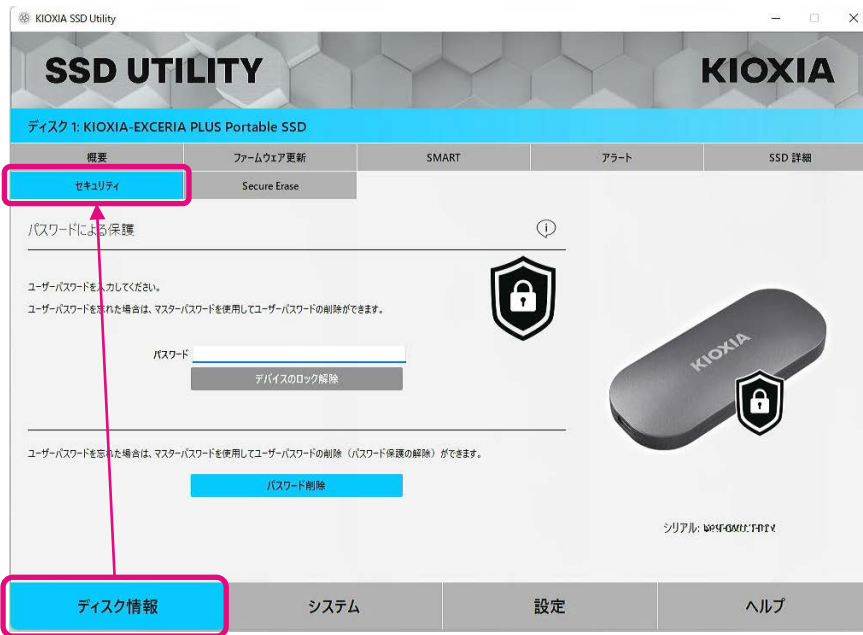 KIOXIA SSD Utility
SSD UTILITY
KIOXIA
ディスク 1: KIOXIA-EXCERIA PLUS Portable SSD
概要
ファームウェア更新
SMART
アラート
SSD 詳細
セキュリティ
Secure Erase
パスワードによる保護
ユーザーパスワードを入力してください。
ユーザーパスワードを忘れた場合は、マスターパスワードを使用してユーザーパスワードの削除ができます。
パスワード
デバイスのロック解除
KIOXIA
ユーザーパスワードを忘れた場合は、マスターパスワードを使用してユーザーパスワードの削除（パスワード保護の解除）ができます。
パスワード削除
シリアル:
ディスク情報
システム
設定
ヘルプ